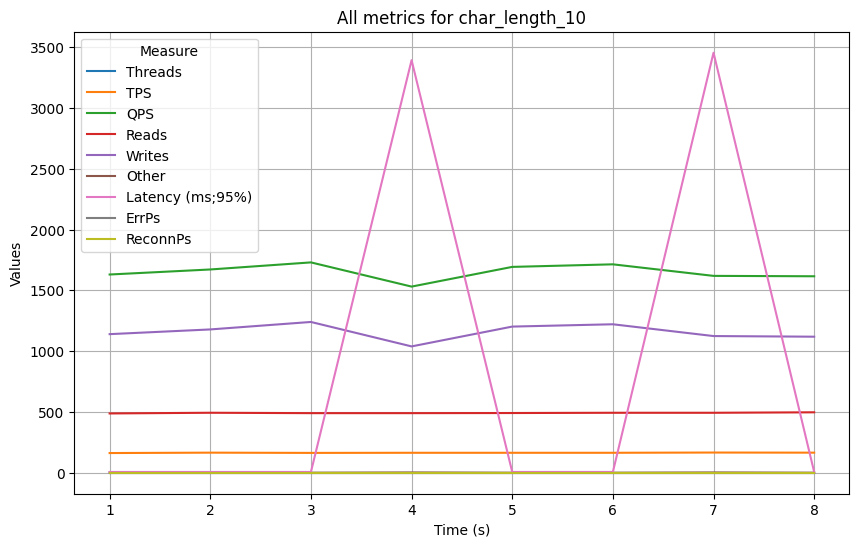 All metrics for char_length_10
Measure
Threads
TPS
QPS
Reads
Writes
Other
Latency (ms;95%)
ErrPs
ReconnPs
Values
3500
3000
2500
2000
1500
1000
500
0
1 2 3 4 5 6 7 8
Time (s)